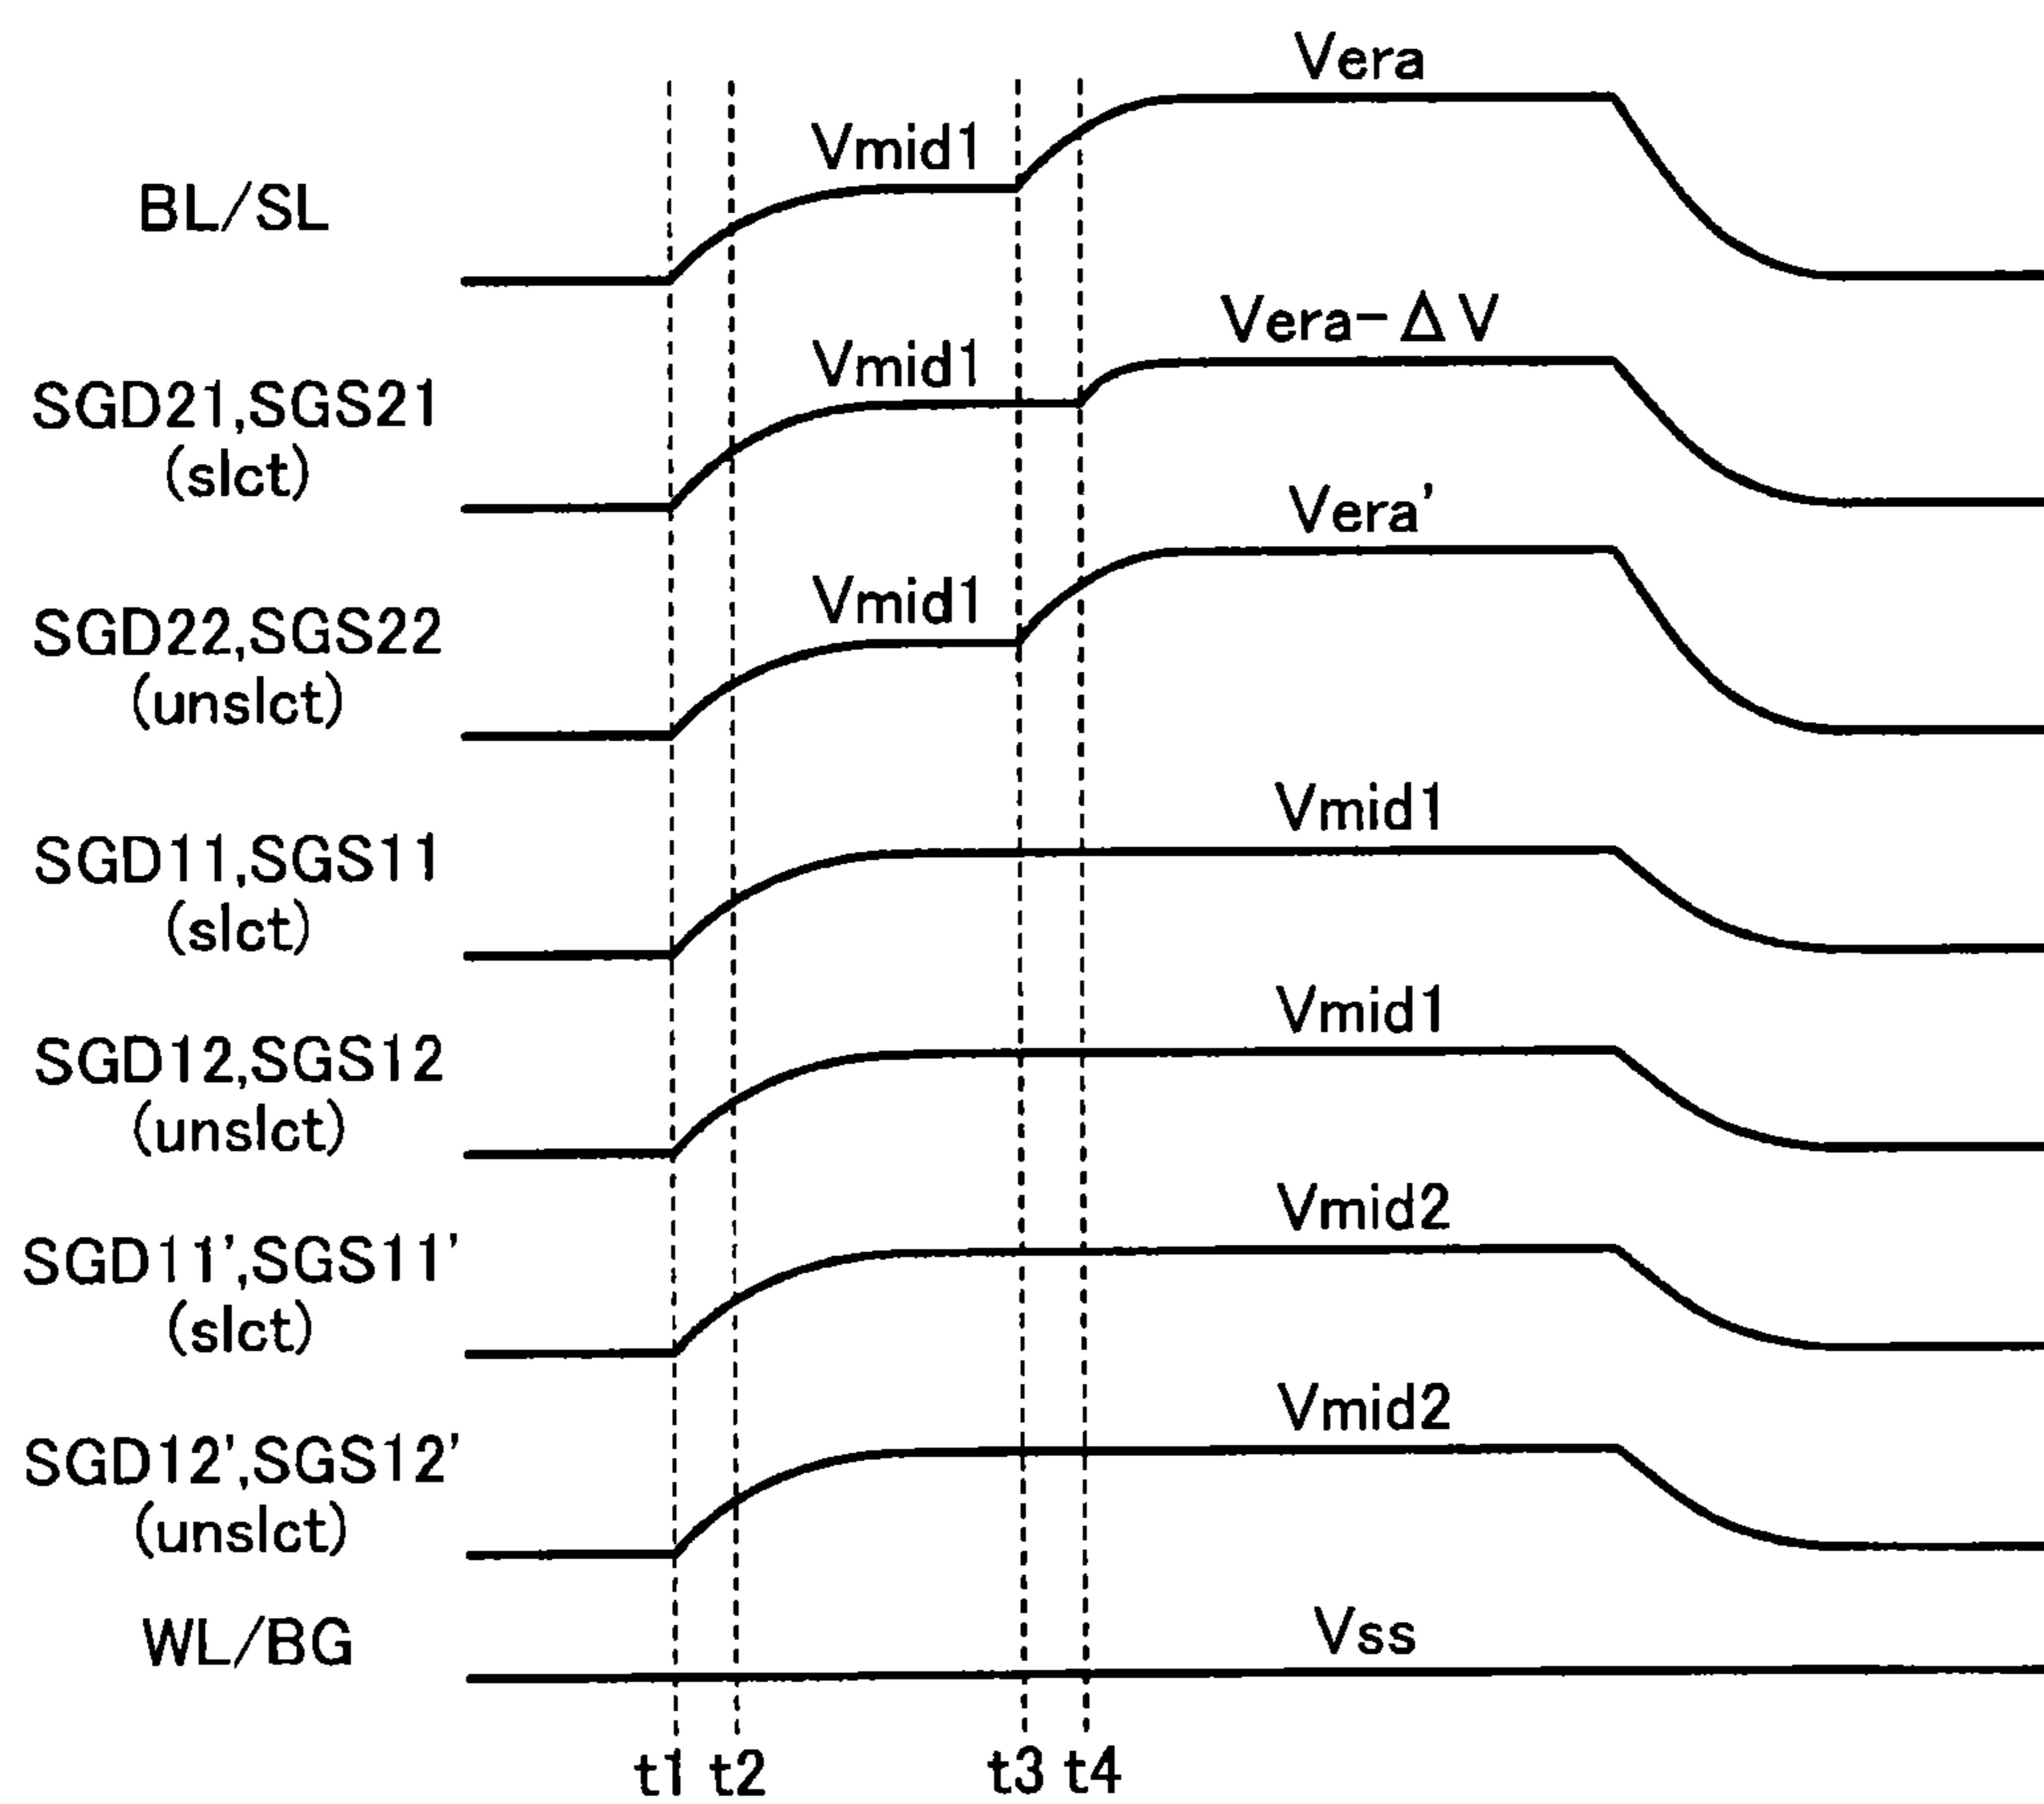 Vera
Vmid1
BL/SL
Vera-ΔV
Vmid1
SGD21,SGS21
(slct)
Vera'
Vmid1
SGD22,SGS22
(unslct)
Vmid1
SGD11,SGS11
(slct)
Vmid1
SGD12,SGS12
(unslct)
Vmid2
SGD11',SGS11'
(slct)
Vmid2
SGD12',SGS12'
(unslct)
Vss
WL/BG
t1 t2 t3 t4